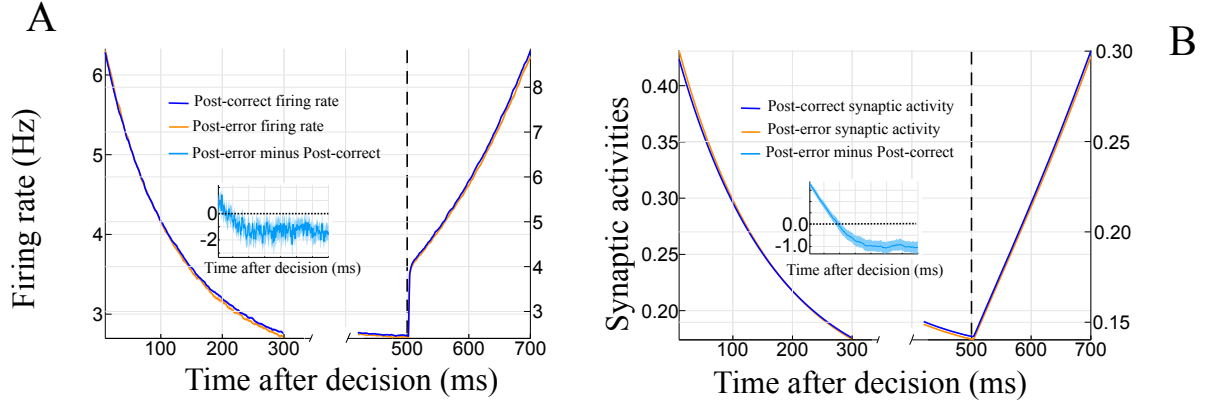 A
Firing rate (Hz)
6
5
4
3
8
7
6
5
4
3
Post-correct firing rate
Post-error firing rate
Post-error minus Post-correct
0
-2
Time after decision (ms)
100
200
300
500
600
700
Time after decision (ms)
B
Synaptic activities
0.40
0.35
0.30
0.25
0.20
0.30
0.25
0.20
0.15
Post-correct synaptic activity
Post-error synaptic activity
Post-error minus Post-correct
0.0
-1.0
Time after decision (ms)
100
200
300
500
600
700
Time after decision (ms)